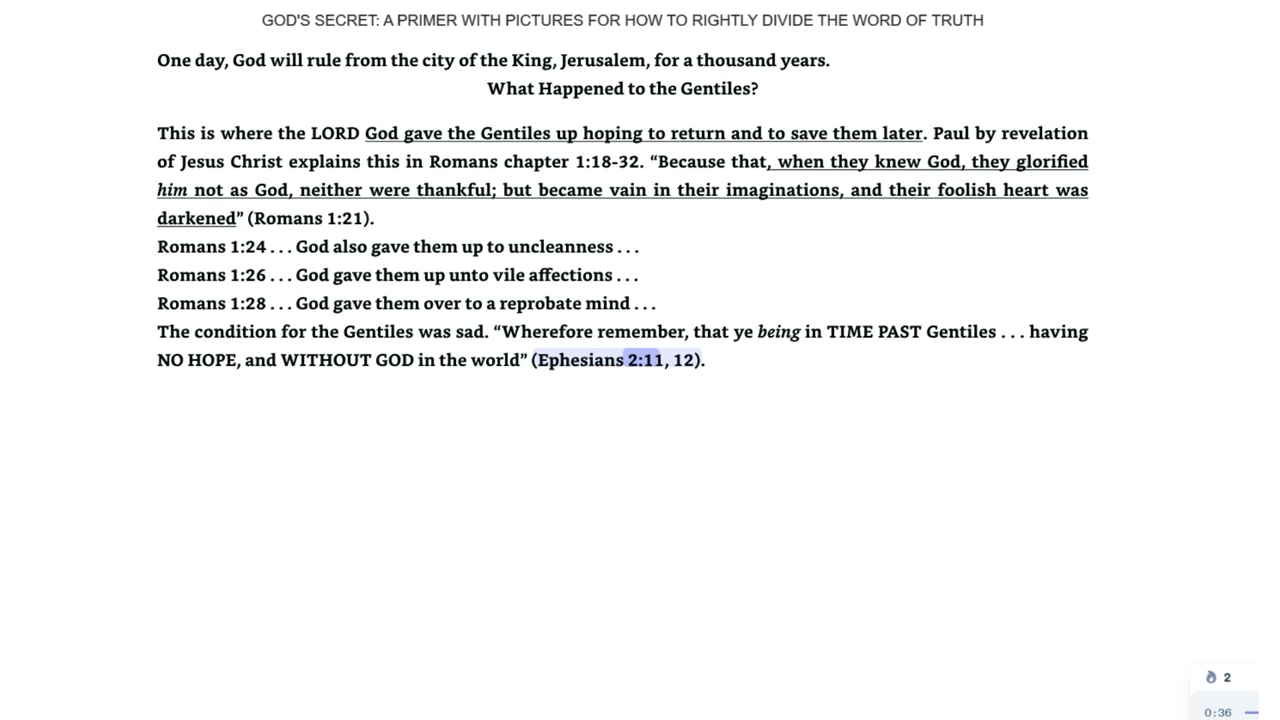 GOD'S SECRET: A PRIMER WITH PICTURES FOR HOW TO RIGHTLY DIVIDE THE WORD OF TRUTH
One day, God will rule from the city of the King, Jerusalem, for a thousand years.
What Happened to the Gentiles?
This is where the LORD God gave the Gentiles up hoping to return and to save them later. Paul by revelation
of Jesus Christ explains this in Romans chapter 1:18-32. “Because that, when they knew God, they glorified
him not as God, neither were thankful; but became vain in their imaginations, and their foolish heart was
darkened” (Romans 1:21).
Romans 1:24 . . . God also gave them up to uncleanness . . .
Romans 1:26 . . . God gave them up unto vile affections . . .
Romans 1:28 . . . God gave them over to a reprobate mind . . .
The condition for the Gentiles was sad. “Wherefore remember, that ye being in TIME PAST Gentiles . . . having
NO HOPE, and WITHOUT GOD in the world” (Ephesians 2:11, 12).
2
0:36